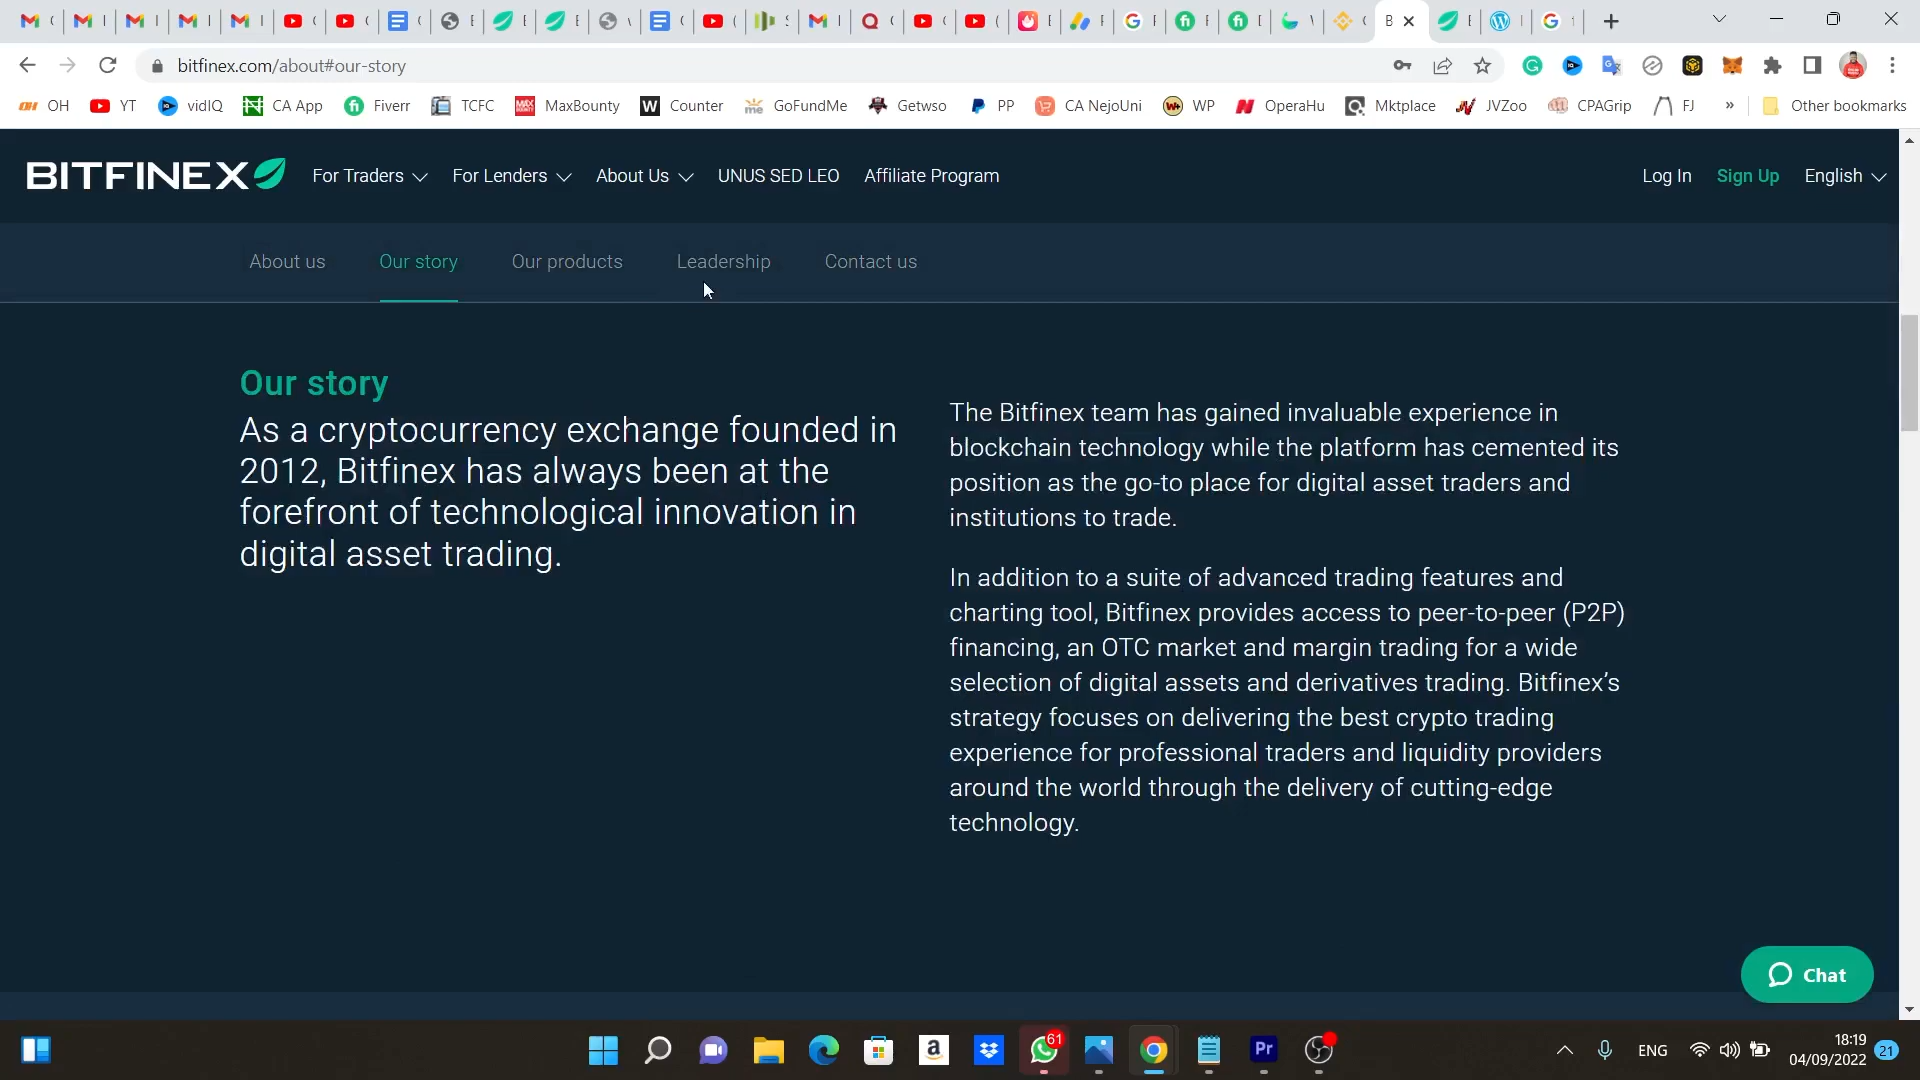 bitfinex.com/about#our-story
OH YT vidIQ CA App Fiverr TCFC MaxBounty Counter GoFundMe Getwso PP CA NejoUni WP OperaHu Mktplace JVZoo CPAGrip FJ » Other bookmarks
BITFINEX For Traders For Lenders About Us UNUS SED LEO Affiliate Program Log In Sign Up English
About us Our story Our products Leadership Contact us
Our story
As a cryptocurrency exchange founded in
2012, Bitfinex has always been at the
forefront of technological innovation in
digital asset trading.
The Bitfinex team has gained invaluable experience in
blockchain technology while the platform has cemented its
position as the go-to place for digital asset traders and
institutions to trade.
In addition to a suite of advanced trading features and
charting tool, Bitfinex provides access to peer-to-peer (P2P)
financing, an OTC market and margin trading for a wide
selection of digital assets and derivatives trading. Bitfinex’s
strategy focuses on delivering the best crypto trading
experience for professional traders and liquidity providers
around the world through the delivery of cutting-edge
technology.
Chat
61
Pr
ENG
18:19
04/09/2022
21